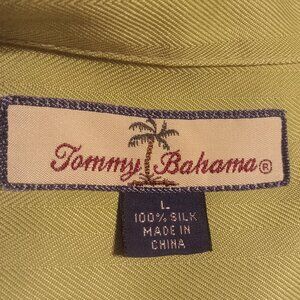 Tommy Bahama®
L
100% SILK
MADE IN
CHINA